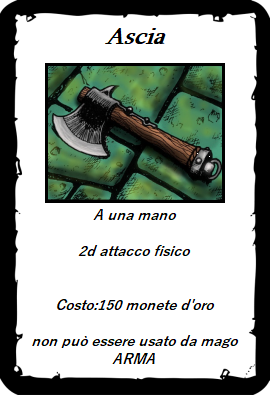 Ascia
A una mano
2d attacco fisico
Costo:150 monete d'oro
non può essere usato da mago
ARMA